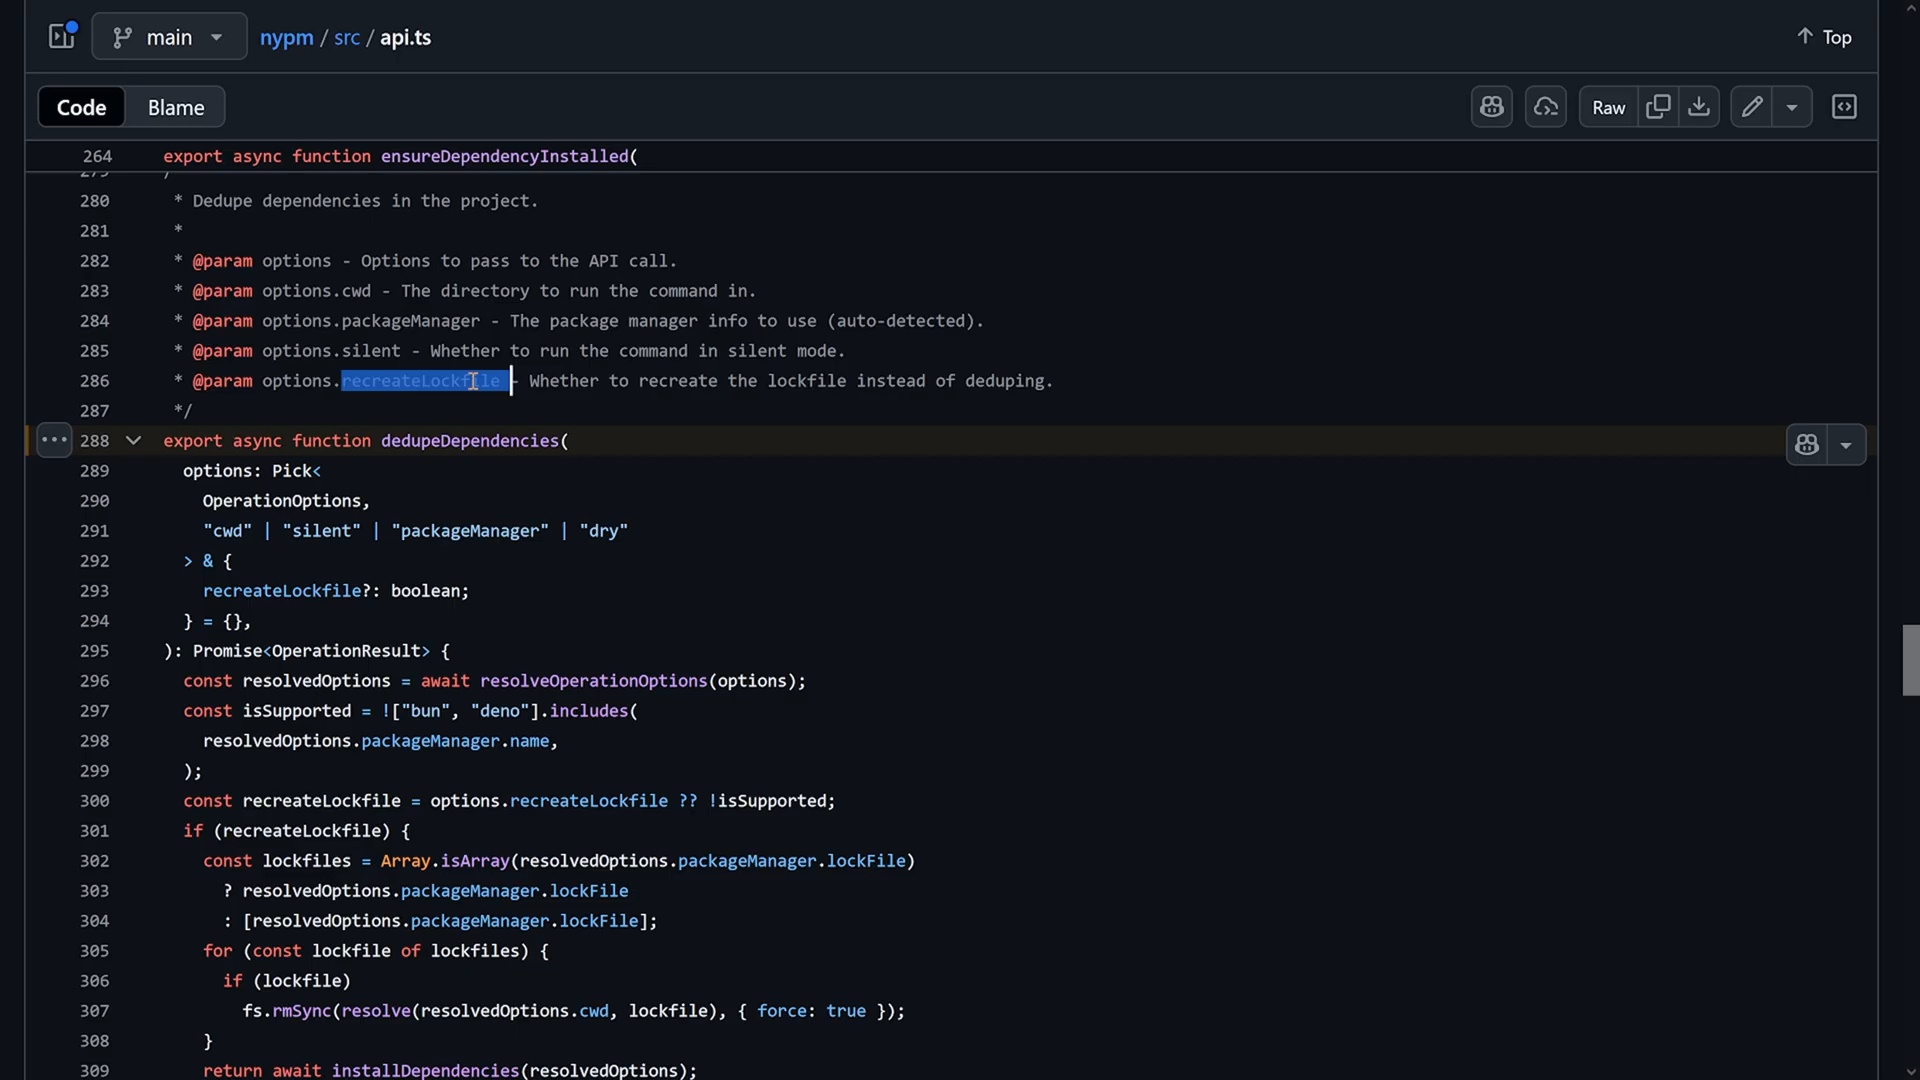 main
nypm / src / api.ts
Top
Code
Blame
Raw
264 export async function ensureDependencyInstalled(
279 /
280 * Dedupe dependencies in the project.
281 *
282 * @param options - Options to pass to the API call.
283 * @param options.cwd - The directory to run the command in.
284 * @param options.packageManager - The package manager info to use (auto-detected).
285 * @param options.silent - Whether to run the command in silent mode.
286 * @param options.recreateLockfile - Whether to recreate the lockfile instead of deduping.
287 */
288 export async function dedupeDependencies(
289 options: Pick<
290 OperationOptions,
291 "cwd" | "silent" | "packageManager" | "dry"
292 > & {
293 recreateLockfile?: boolean;
294 } = {},
295 ): Promise<OperationResult> {
296 const resolvedOptions = await resolveOperationOptions(options);
297 const isSupported = !["bun", "deno"].includes(
298 resolvedOptions.packageManager.name,
299 );
300 const recreateLockfile = options.recreateLockfile ?? !isSupported;
301 if (recreateLockfile) {
302 const lockfiles = Array.isArray(resolvedOptions.packageManager.lockFile)
303 ? resolvedOptions.packageManager.lockFile
304 : [resolvedOptions.packageManager.lockFile];
305 for (const lockfile of lockfiles) {
306 if (lockfile)
307 fs.rmSync(resolve(resolvedOptions.cwd, lockfile), { force: true });
308 }
309 return await installDependencies(resolvedOptions);